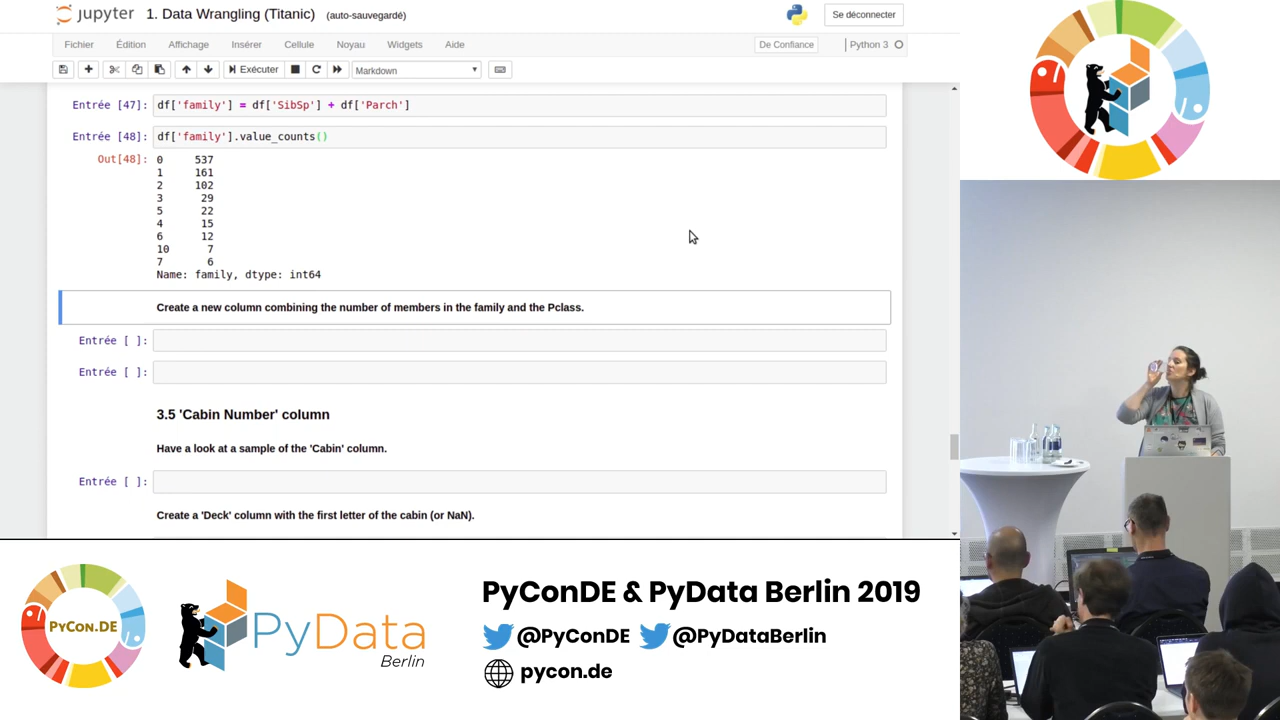 jupyter 1. Data Wrangling (Titanic) (auto-sauvegardé) Se déconnecter
Fichier Édition Affichage Insérer Cellule Noyau Widgets Aide De Confiance Python 3
Exécuter Markdown
Entrée [47]: df['family'] = df['SibSp'] + df['Parch']
Entrée [48]: df['family'].value_counts()
Out[48]: 0 537
1 161
2 102
3 29
5 22
4 15
6 12
10 7
7 6
Name: family, dtype: int64
Create a new column combining the number of members in the family and the Pclass.
Entrée [ ]:
Entrée [ ]:
3.5 'Cabin Number' column
Have a look at a sample of the 'Cabin' column.
Entrée [ ]:
Create a 'Deck' column with the first letter of the cabin (or NaN).
PyCon.DE
PyData
Berlin
PyConDE & PyData Berlin 2019
@PyConDE @PyDataBerlin
pycon.de